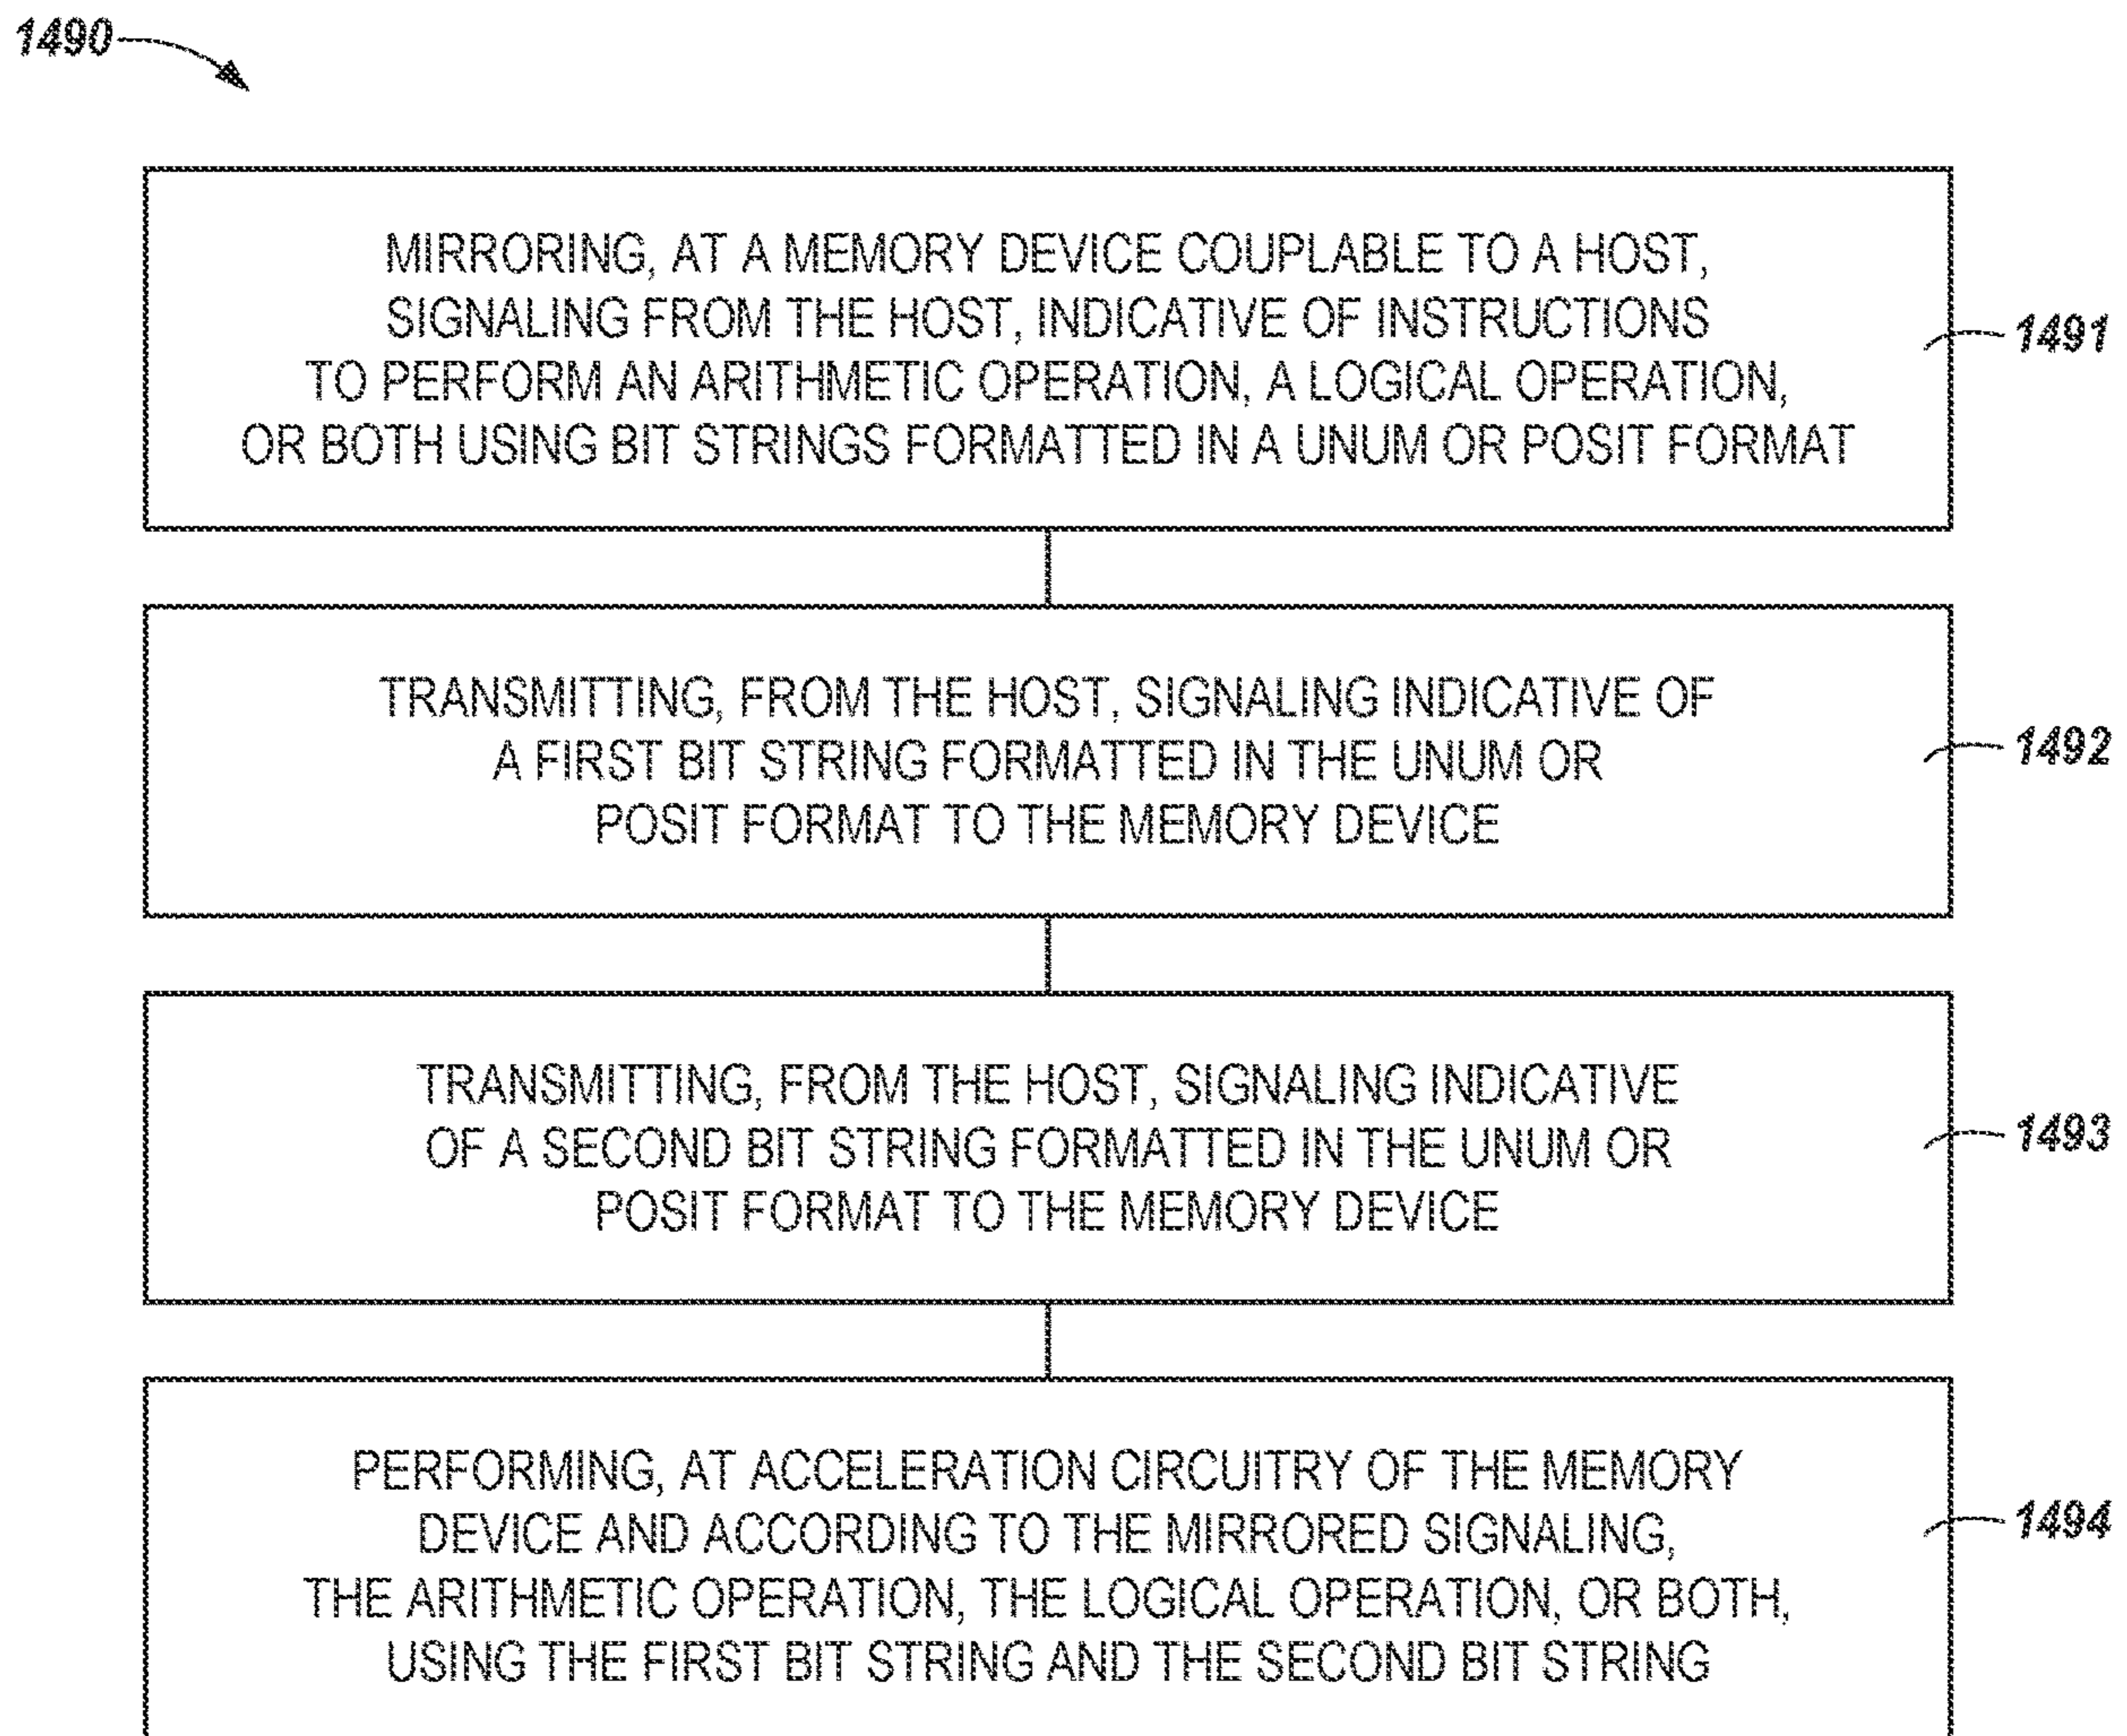 1490
MIRRORING, AT A MEMORY DEVICE COUPLABLE TO A HOST,
SIGNALING FROM THE HOST, INDICATIVE OF INSTRUCTIONS
TO PERFORM AN ARITHMETIC OPERATION, A LOGICAL OPERATION,
OR BOTH USING BIT STRINGS FORMATTED IN A UNUM OR POSIT FORMAT
1491
TRANSMITTING, FROM THE HOST, SIGNALING INDICATIVE OF
A FIRST BIT STRING FORMATTED IN THE UNUM OR
POSIT FORMAT TO THE MEMORY DEVICE
1492
TRANSMITTING, FROM THE HOST, SIGNALING INDICATIVE
OF A SECOND BIT STRING FORMATTED IN THE UNUM OR
POSIT FORMAT TO THE MEMORY DEVICE
1493
PERFORMING, AT ACCELERATION CIRCUITRY OF THE MEMORY
DEVICE AND ACCORDING TO THE MIRRORED SIGNALING,
THE ARITHMETIC OPERATION, THE LOGICAL OPERATION, OR BOTH,
USING THE FIRST BIT STRING AND THE SECOND BIT STRING
1494